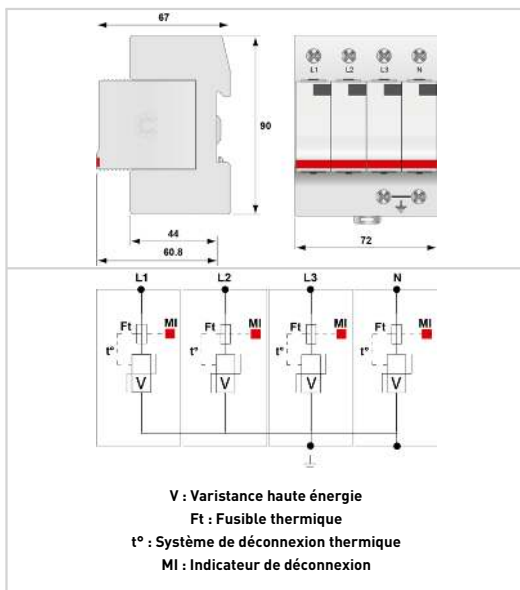 67
L1 L2 L3 N
90
44
60.8
72
L1 L2 L3 N
Ft MI Ft MI Ft MI Ft MI
t° t° t° t°
V V V V
V : Varistance haute énergie
Ft : Fusible thermique
t° : Système de déconnexion thermique
MI : Indicateur de déconnexion